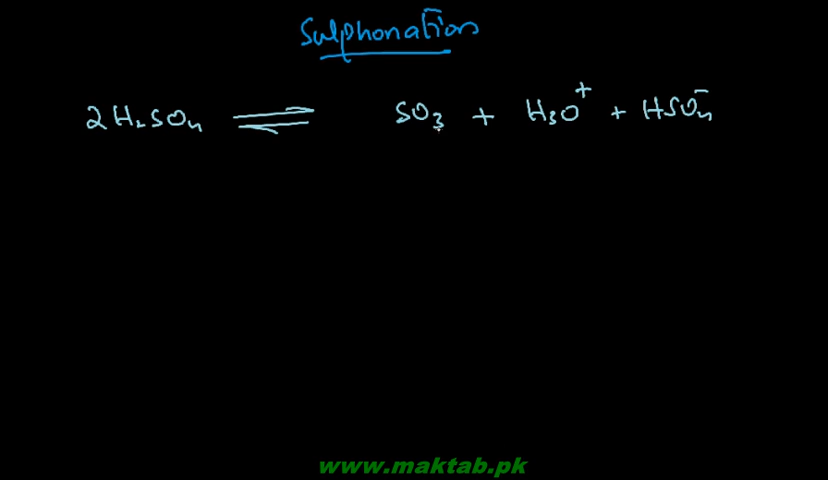 Sulphonation
2H₂SO₄ ⇌ SO₃ + H₃O⁺ + HSO₄⁻
www.maktab.pk